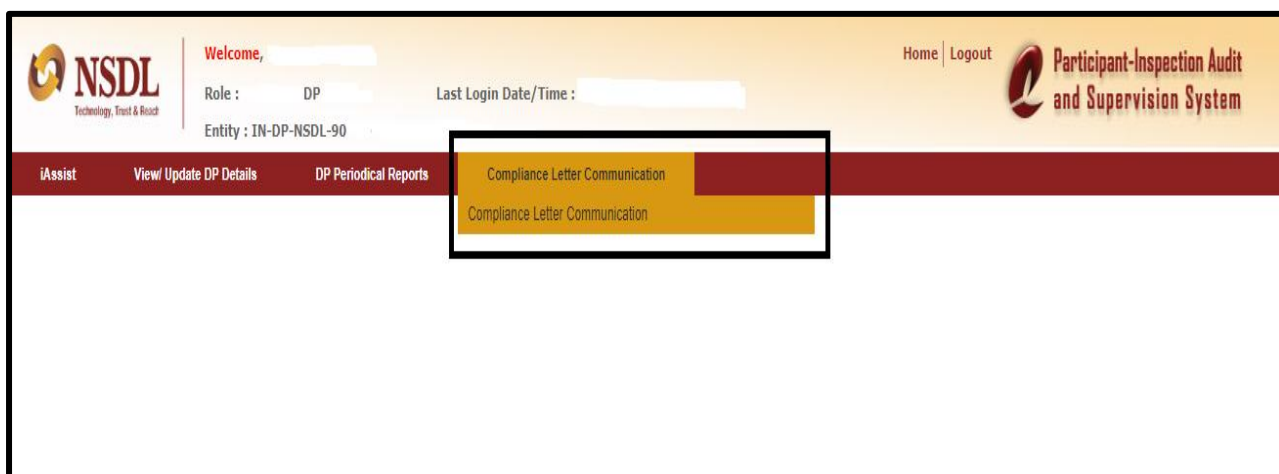 NSDL
Technology, Trust & Reach
Welcome,
Role : DP Last Login Date/Time :
Entity : IN-DP-NSDL-90
Home | Logout
Participant-Inspection Audit
and Supervision System
iAssist View/ Update DP Details DP Periodical Reports Compliance Letter Communication
Compliance Letter Communication